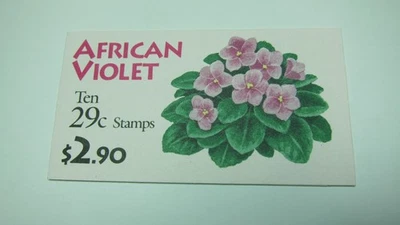 AFRICAN
VIOLET
Ten
29c Stamps
$2.90